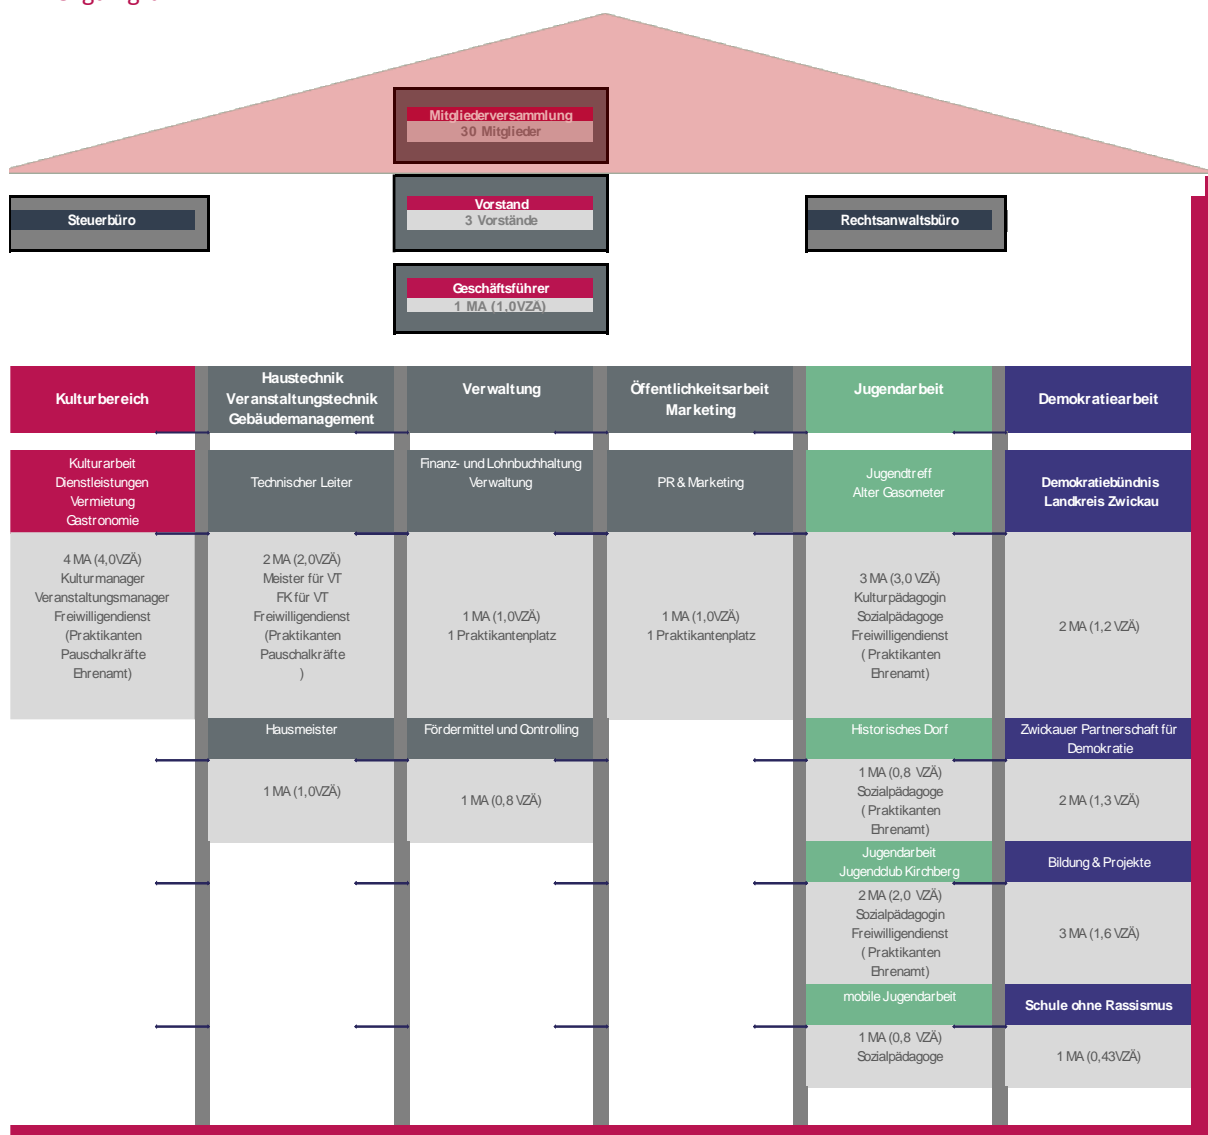 Mitgliederversammlung
30 Mitglieder
Steuerbüro
Vorstand
3 Vorstände
Rechtsanwaltsbüro
Geschäftsführer
1 MA (1,0VZÄ)
Kulturbereich
Haustechnik
Veranstaltungstechnik
Gebäudemanagement
Verwaltung
Öffentlichkeitsarbeit
Marketing
Jugendarbeit
Demokratiearbeit
Kulturarbeit
Dienstleistungen
Vermietung
Gastronomie
Technischer Leiter
Finanz- und Lohnbuchhaltung
Verwaltung
PR & Marketing
Jugendtreff
Alter Gasometer
Demokratiebündnis
Landkreis Zwickau
4 MA (4,0VZÄ)
Kulturmanager
Veranstaltungsmanager
Freiwilligendienst
(Praktikanten
Pauschalkräfte
Ehrenamt)
2 MA (2,0VZÄ)
Meister für VT
FK für VT
Freiwilligendienst
(Praktikanten
Pauschalkräfte
)
1 MA (1,0VZÄ)
1 Praktikantenplatz
1 MA (1,0VZÄ)
1 Praktikantenplatz
3 MA (3,0 VZÄ)
Kulturpädagogin
Sozialpädagoge
Freiwilligendienst
( Praktikanten
Ehrenamt)
2 MA (1,2 VZÄ)
Hausmeister
Fördermittel und Controlling
Historisches Dorf
Zwickauer Partnerschaft für
Demokratie
1 MA (1,0VZÄ)
1 MA (0,8 VZÄ)
1 MA (0,8 VZÄ)
Sozialpädagoge
( Praktikanten
Ehrenamt)
2 MA (1,3 VZÄ)
Jugendarbeit
Jugendclub Kirchberg
Bildung & Projekte
2 MA (2,0 VZÄ)
Sozialpädagogin
Freiwilligendienst
( Praktikanten
Ehrenamt)
3 MA (1,6 VZÄ)
mobile Jugendarbeit
Schule ohne Rassismus
1 MA (0,8 VZÄ)
Sozialpädagoge
1 MA (0,43VZÄ)